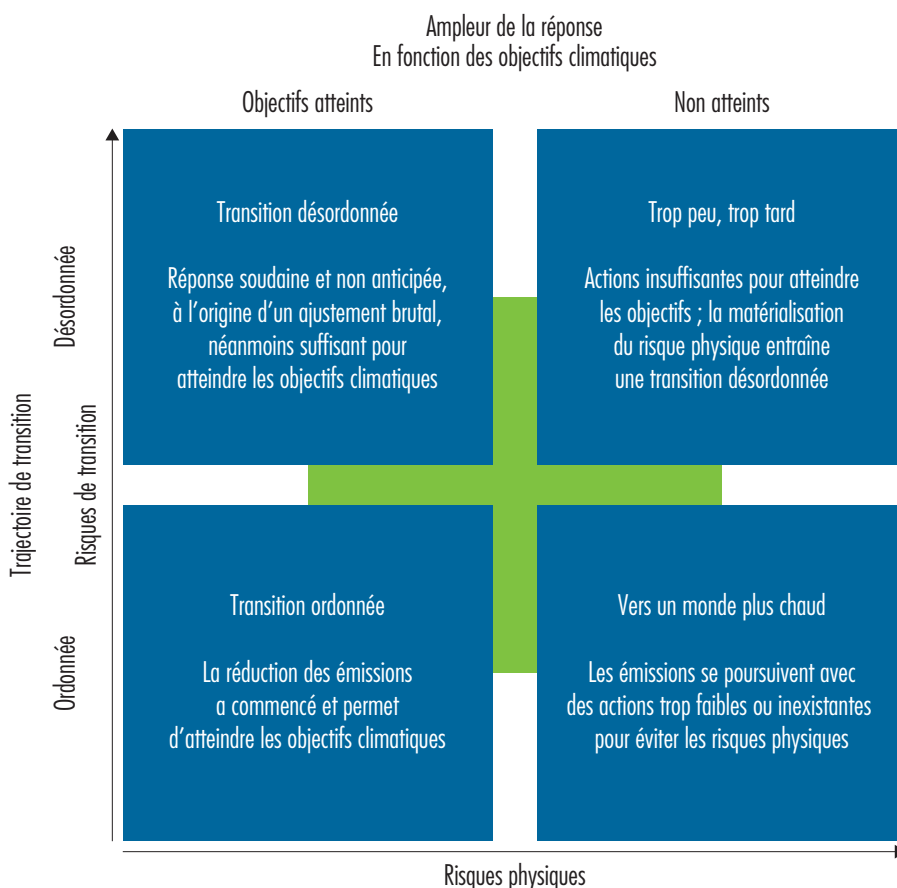 Ampleur de la réponse
En fonction des objectifs climatiques
Objectifs atteints
Non atteints
Trajectoire de transition
Risques de transition
Désordonnée
Ordonnée
Transition désordonnée
Réponse soudaine et non anticipée,
à l’origine d’un ajustement brutal,
néanmoins suffisant pour
atteindre les objectifs climatiques
Trop peu, trop tard
Actions insuffisantes pour atteindre
les objectifs ; la matérialisation
du risque physique entraîne
une transition désordonnée
Transition ordonnée
La réduction des émissions
a commencé et permet
d’atteindre les objectifs climatiques
Vers un monde plus chaud
Les émissions se poursuivent avec
des actions trop faibles ou inexistantes
pour éviter les risques physiques
Risques physiques